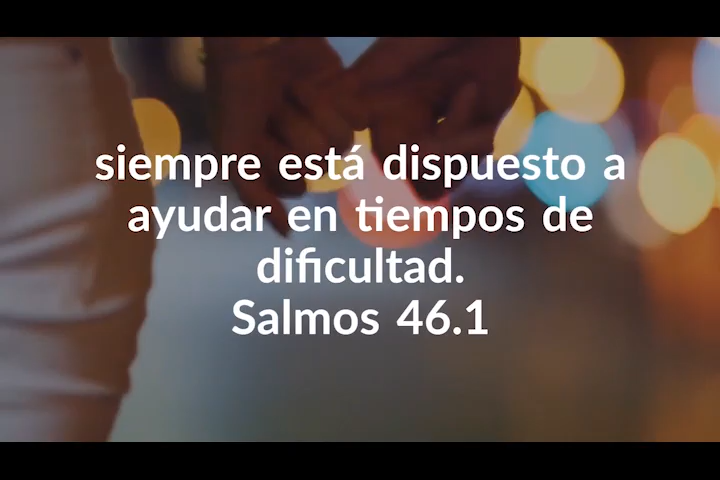 siempre está dispuesto a
ayudar en tiempos de
dificultad.
Salmos 46.1